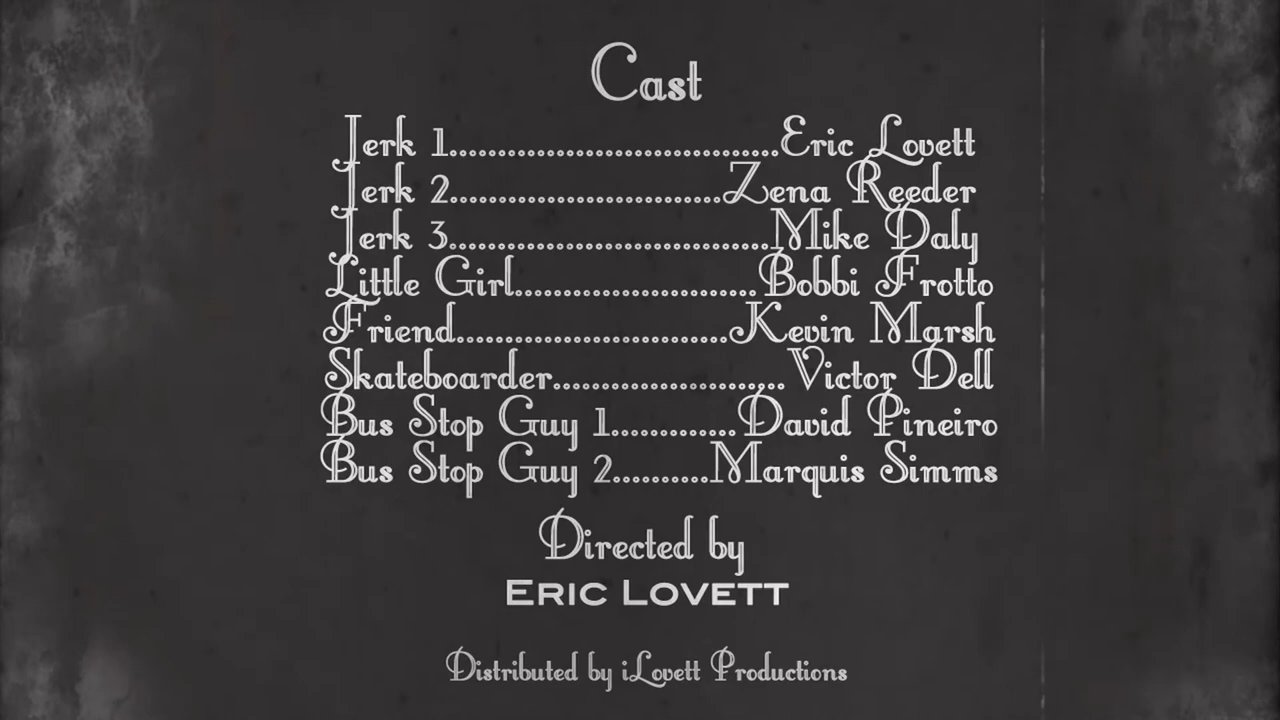 Cast
Jerk 1..................................Eric Lovett
Jerk 2............................Zena Reeder
Jerk 3.................................Mike Daly
Little Girl.........................Bobbi Frotto
Friend............................Kevin Marsh
Skateboarder........................Victor Dell
Bus Stop Guy 1.............David Pineiro
Bus Stop Guy 2..........Marquis Simms
Directed by
ERIC LOVETT
Distributed by iLovett Productions